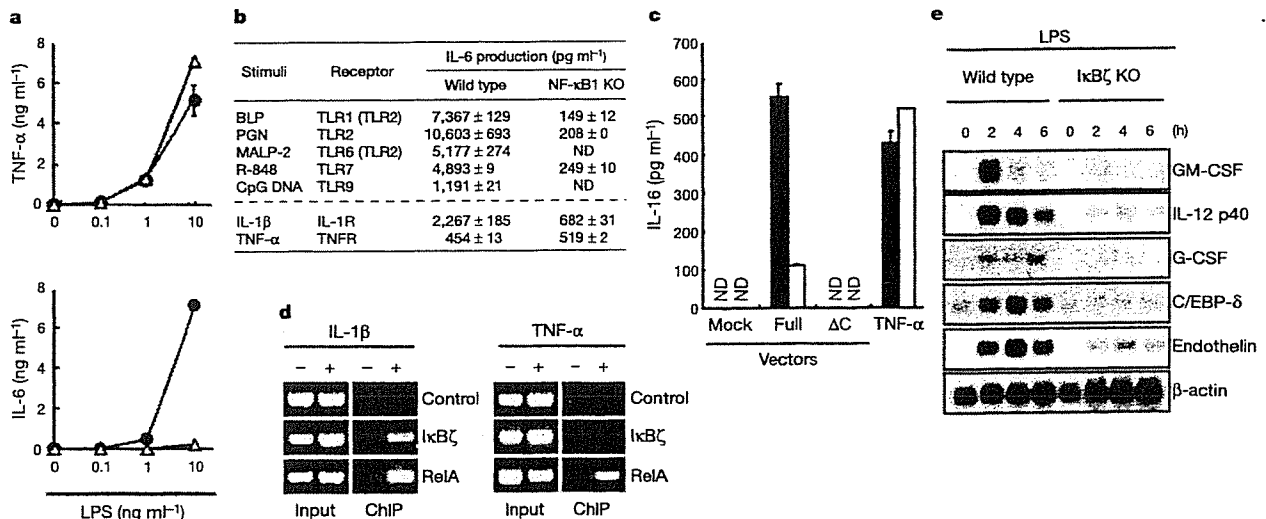 a
TNF-α (ng ml⁻¹)
8
6
4
2
0
0 0.1 1 10
IL-6 (ng ml⁻¹)
8
6
4
2
0
0 0.1 1 10
LPS (ng ml⁻¹)
b
Stimuli Receptor IL-6 production (pg ml⁻¹)
Wild type NF-κB1 KO
BLP TLR1 (TLR2) 7,367 ± 129 149 ± 12
PGN TLR2 10,603 ± 693 208 ± 0
MALP-2 TLR6 (TLR2) 5,177 ± 274 ND
R-848 TLR7 4,893 ± 9 249 ± 10
CpG DNA TLR9 1,191 ± 21 ND
IL-1β IL-1R 2,267 ± 185 682 ± 31
TNF-α TNFR 454 ± 13 519 ± 2
c
IL-16 (pg ml⁻¹)
700
600
500
400
300
200
100
0
ND ND ND ND
Mock Full ΔC TNF-α
Vectors
d
IL-1β TNF-α
− + − + − + − +
Control Control
IκBζ IκBζ
RelA RelA
Input ChIP Input ChIP
e
LPS
Wild type IκBζ KO
0 2 4 6 0 2 4 6 (h)
GM-CSF
IL-12 p40
G-CSF
C/EBP-δ
Endothelin
β-actin